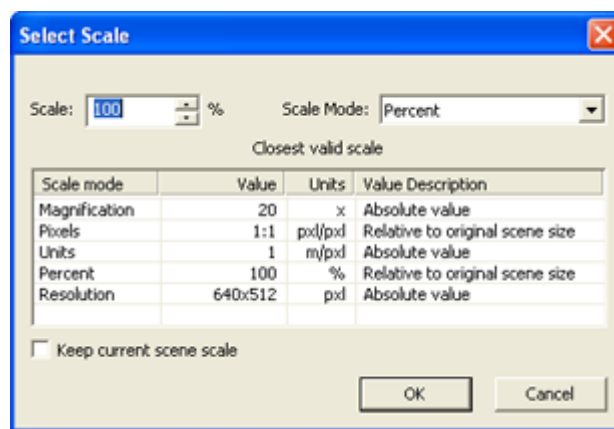 Select Scale
Scale: 100 % Scale Mode: Percent
Closest valid scale
Scale mode Value Units Value Description
Magnification 20 x Absolute value
Pixels 1:1 pxl/pxl Relative to original scene size
Units 1 m/pxl Absolute value
Percent 100 % Relative to original scene size
Resolution 640x512 pxl Absolute value
Keep current scene scale
OK Cancel